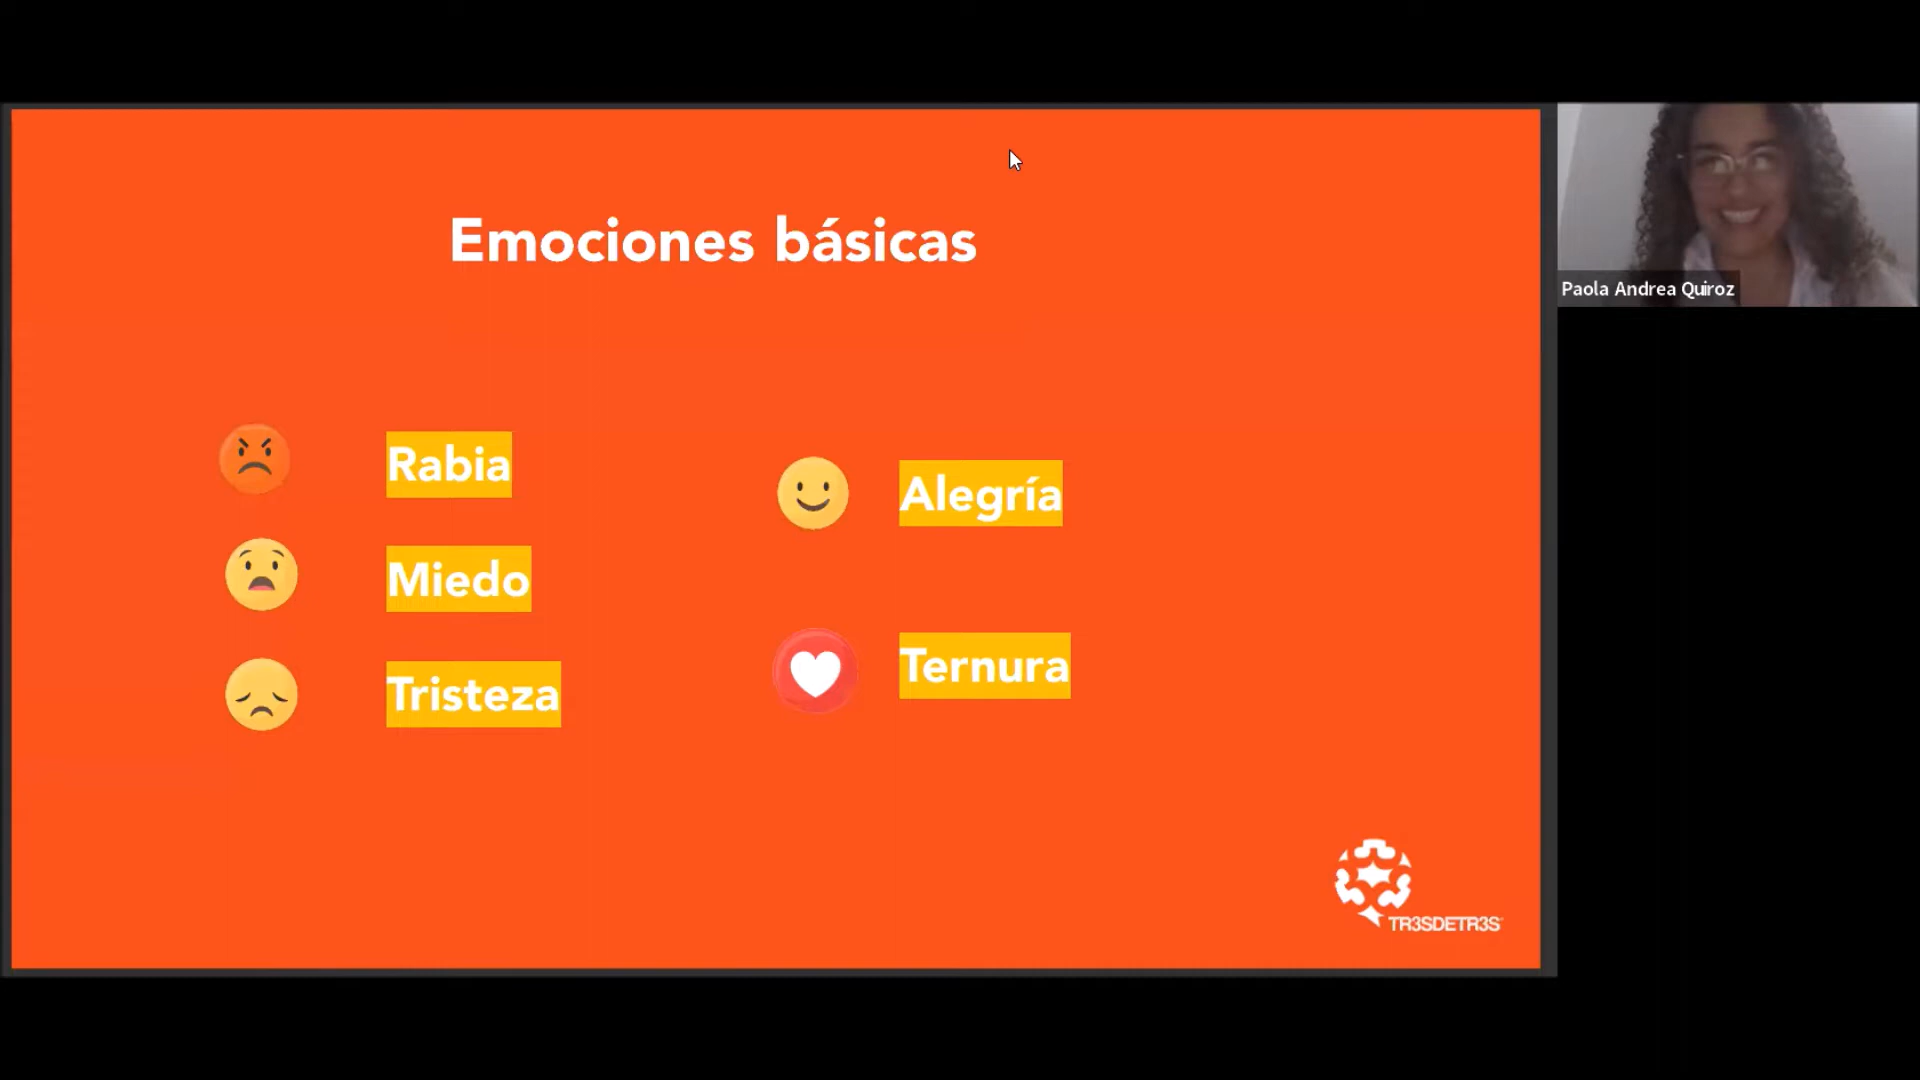 Emociones básicas
Rabia
Miedo
Tristeza
Alegría
Ternura
TR3SDETR3S
Paola Andrea Quiroz